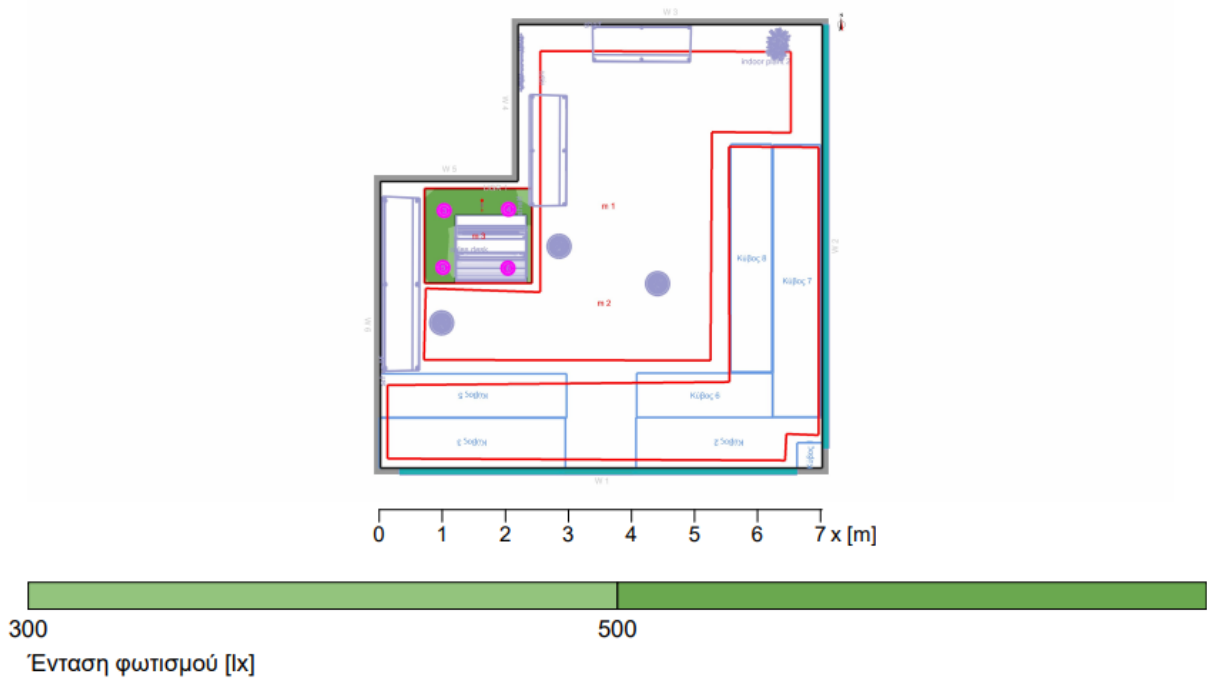 W 3
indoor plant 2
W 4
W 5
m 1
m 3
W 2
Κύβος 8
Κύβος 7
m 2
W 6
Κύβος 5
Κύβος 6
Κύβος 3
Κύβος 2
W 1
0 1 2 3 4 5 6 7 x [m]
300 500
Ένταση φωτισμού [lx]